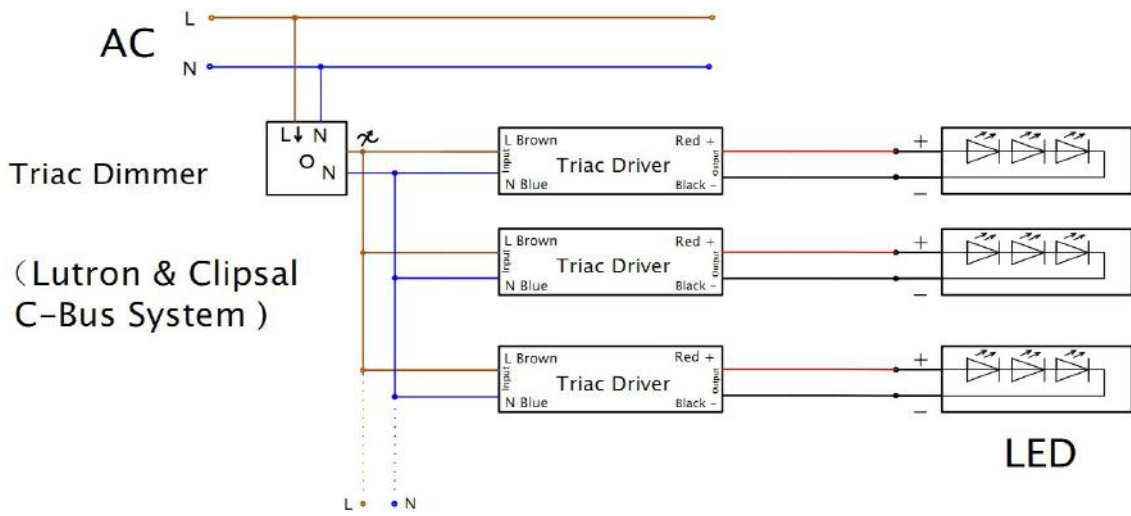 L
AC
N
L↓ N
N
Triac Dimmer
（Lutron & Clipsal
C-Bus System )
L Brown
Input
N Blue
Triac Driver
Red +
Output
Black -
+
−
L Brown
Input
N Blue
Triac Driver
Red +
Output
Black -
+
−
L Brown
Input
N Blue
Triac Driver
Red +
Output
Black -
+
−
LED
L
N